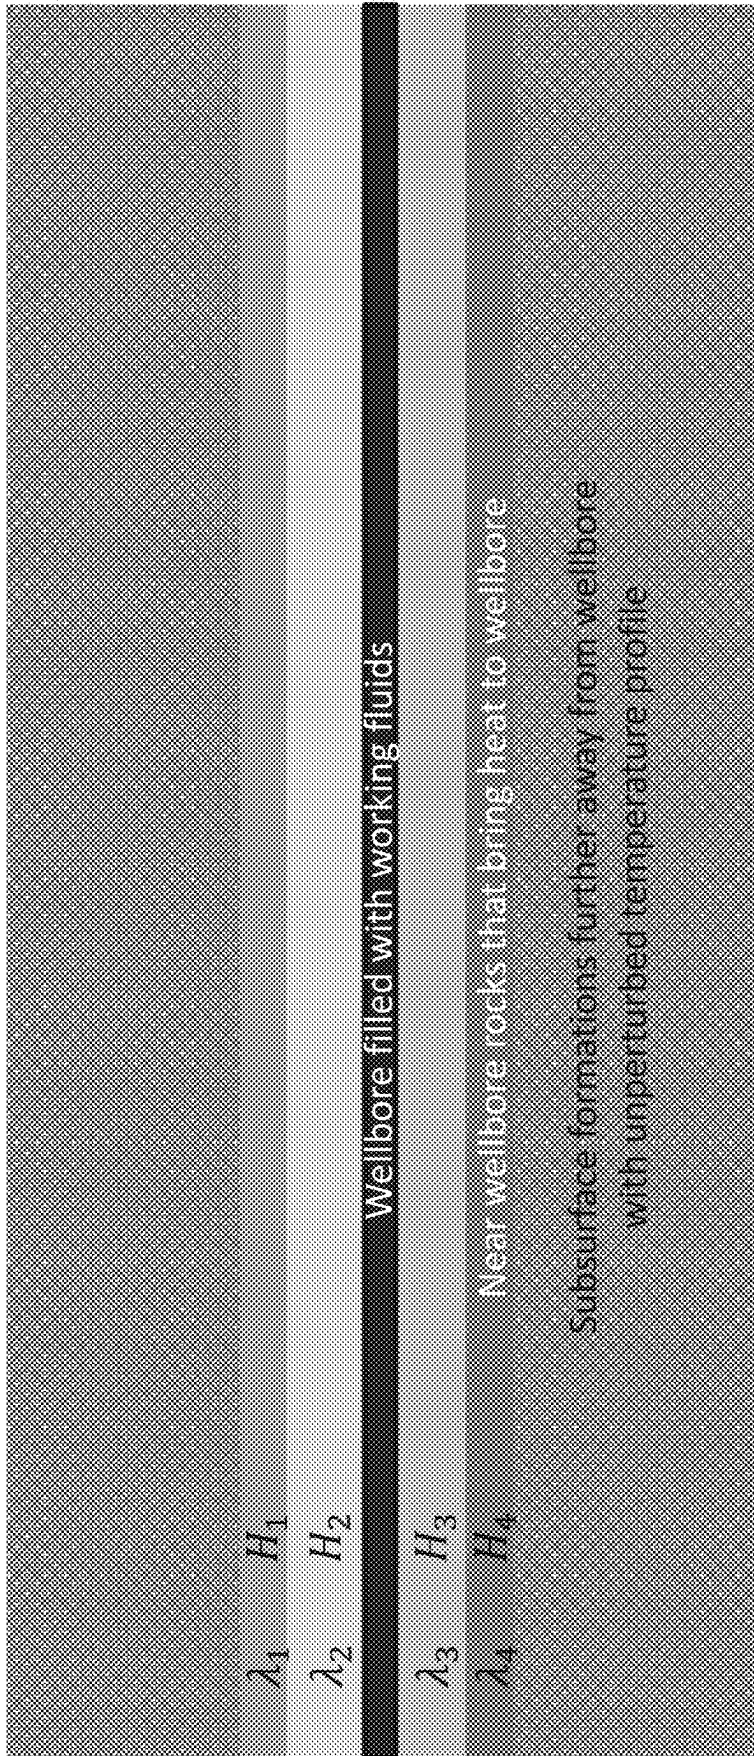 λ₁ H₁
λ₂ H₂
Wellbore filled with working fluids
λ₃ H₃
λ₄ H₄ Near wellbore rocks that bring heat to wellbore
Subsurface formations further away from wellbore
with unperturbed temperature profile